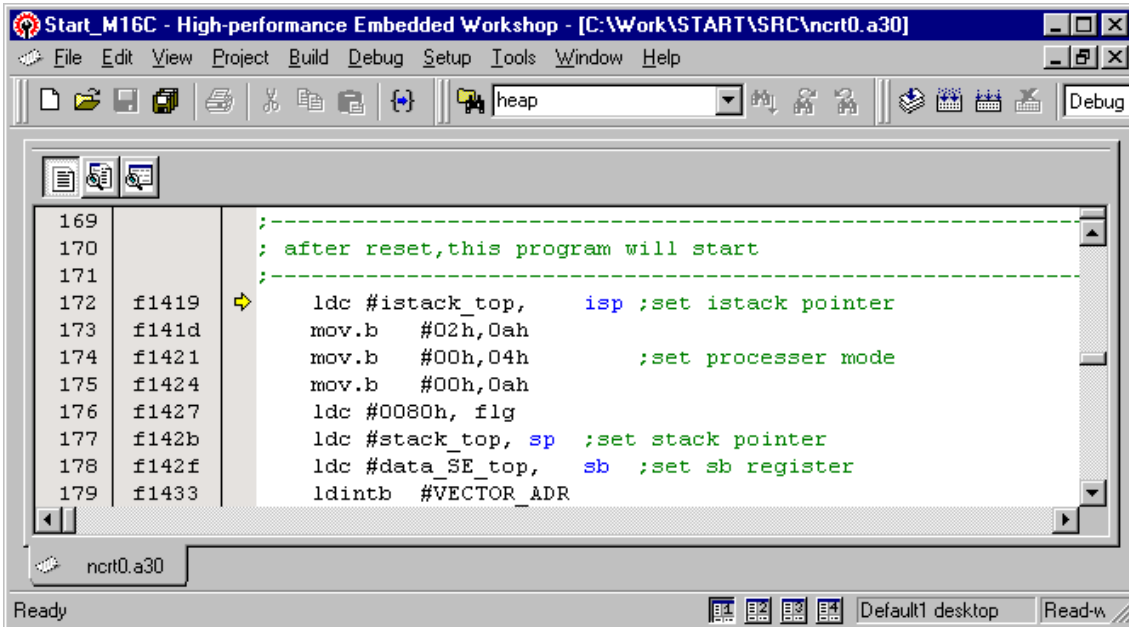 Start_M16C - High-performance Embedded Workshop - [C:\Work\START\SRC\ncrt0.a30]
File Edit View Project Build Debug Setup Tools Window Help
heap Debug
169 ;------------------------------------------------------------
170 ; after reset,this program will start
171 ;------------------------------------------------------------
172 f1419 ldc #istack_top, isp ;set istack pointer
173 f141d mov.b #02h,0ah
174 f1421 mov.b #00h,04h ;set processer mode
175 f1424 mov.b #00h,0ah
176 f1427 ldc #0080h, flg
177 f142b ldc #stack_top, sp ;set stack pointer
178 f142f ldc #data_SE_top, sb ;set sb register
179 f1433 ldintb #VECTOR_ADR
ncrt0.a30
Ready 1 2 3 4 Default1 desktop Read-w